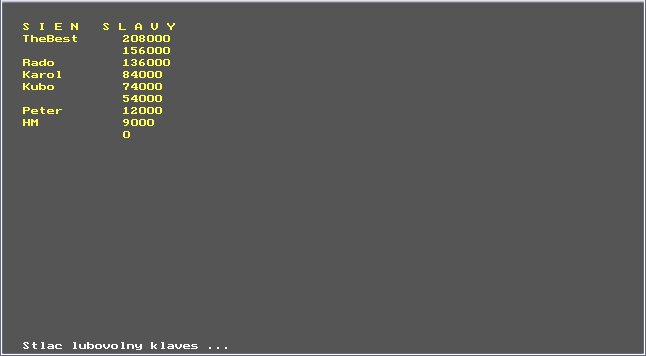 S I E N   S L A V Y
TheBest 208000
156000
Rado 136000
Karol 84000
Kubo 74000
54000
Peter 12000
HM 9000
0
Stlac lubovolny klaves ...